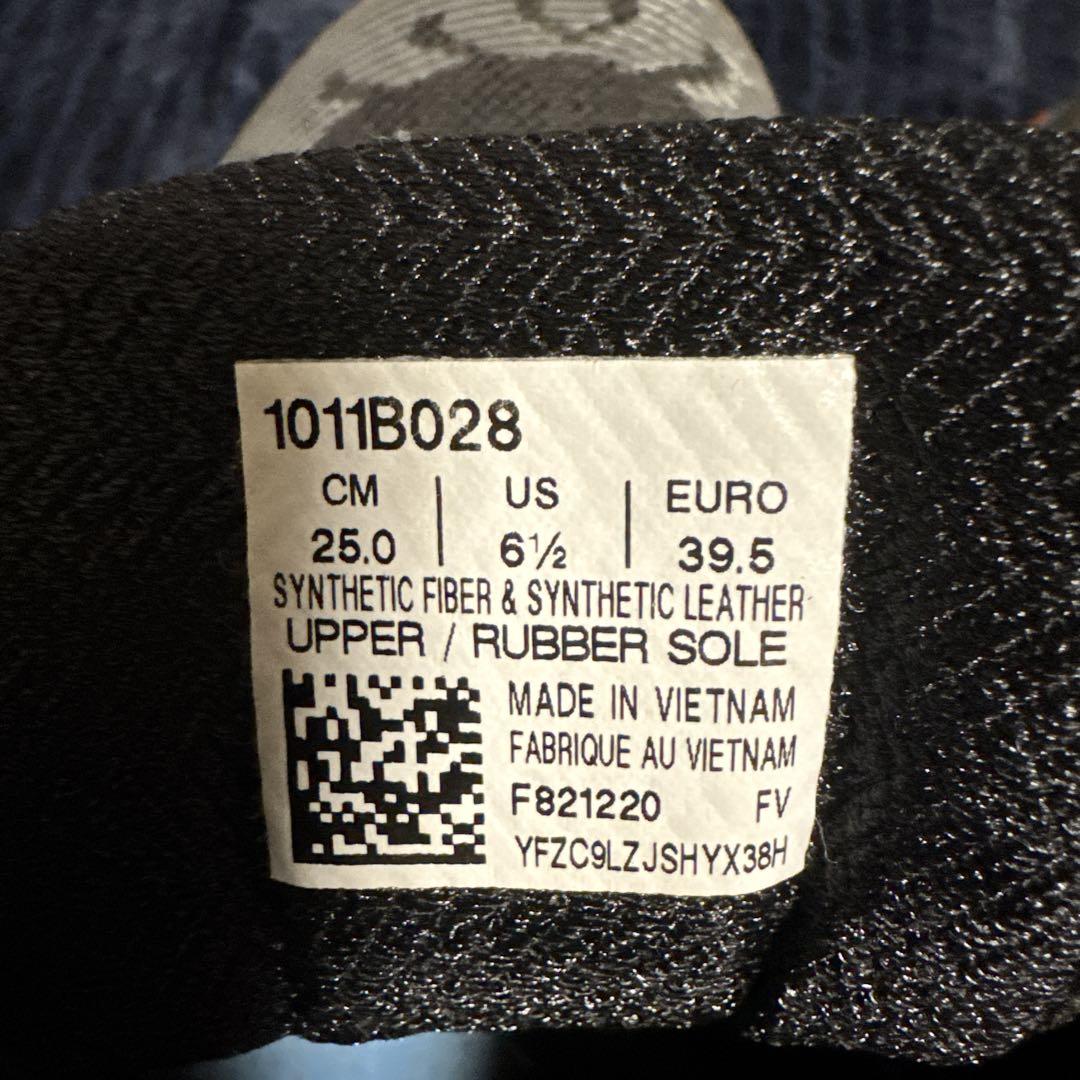 1011B028
CM | US | EURO
25.0 | 6½ | 39.5
SYNTHETIC FIBER & SYNTHETIC LEATHER
UPPER / RUBBER SOLE
MADE IN VIETNAM
FABRIQUE AU VIETNAM
F821220 FV
YFZC9LZJSHYX38H